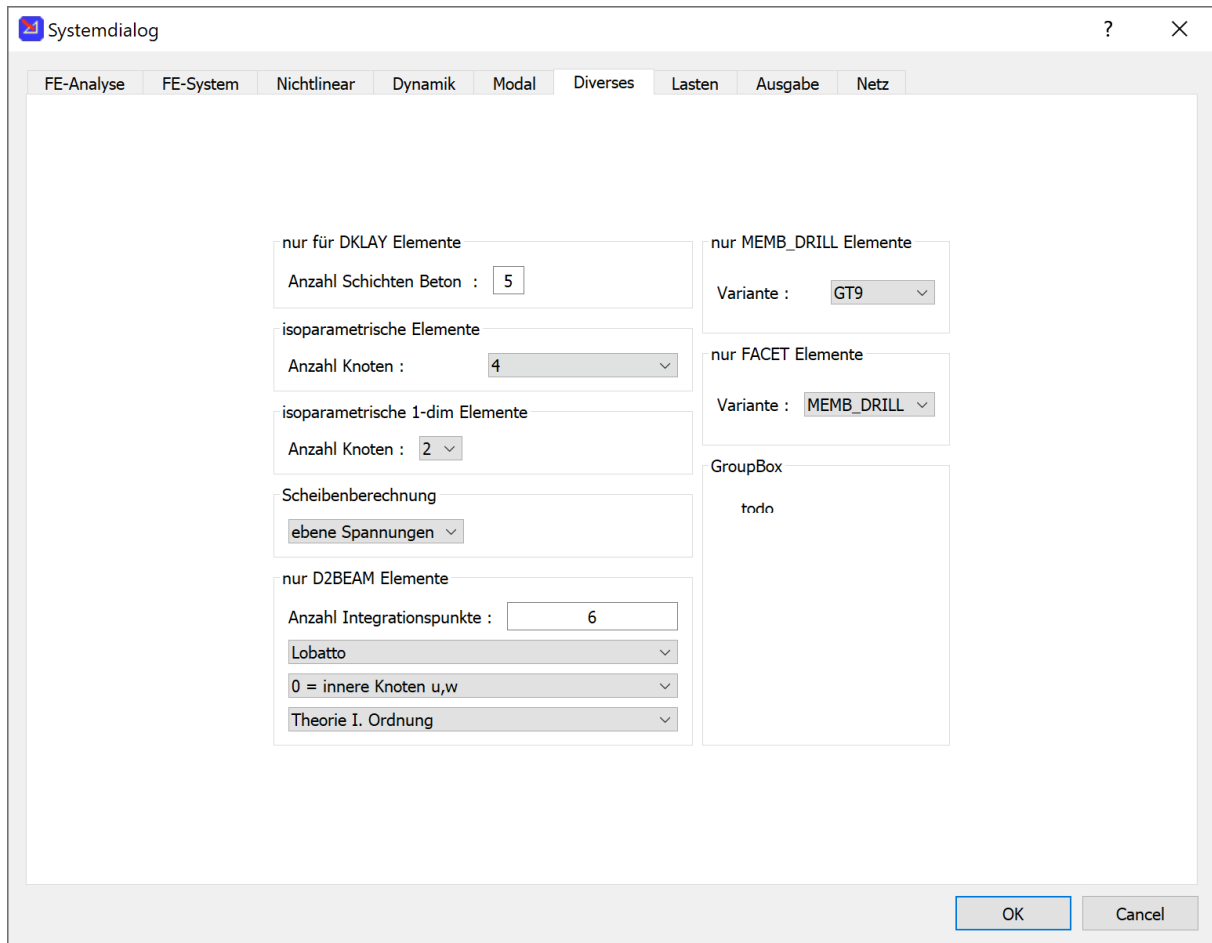 Systemdialog
?
FE-Analyse FE-System Nichtlinear Dynamik Modal Diverses Lasten Ausgabe Netz
nur für DKLAY Elemente
Anzahl Schichten Beton : 5
isoparametrische Elemente
Anzahl Knoten : 4
isoparametrische 1-dim Elemente
Anzahl Knoten : 2
Scheibenberechnung
ebene Spannungen
nur D2BEAM Elemente
Anzahl Integrationspunkte : 6
Lobatto
0 = innere Knoten u,w
Theorie I. Ordnung
nur MEMB_DRILL Elemente
Variante : GT9
nur FACET Elemente
Variante : MEMB_DRILL
GroupBox
todo
OK Cancel